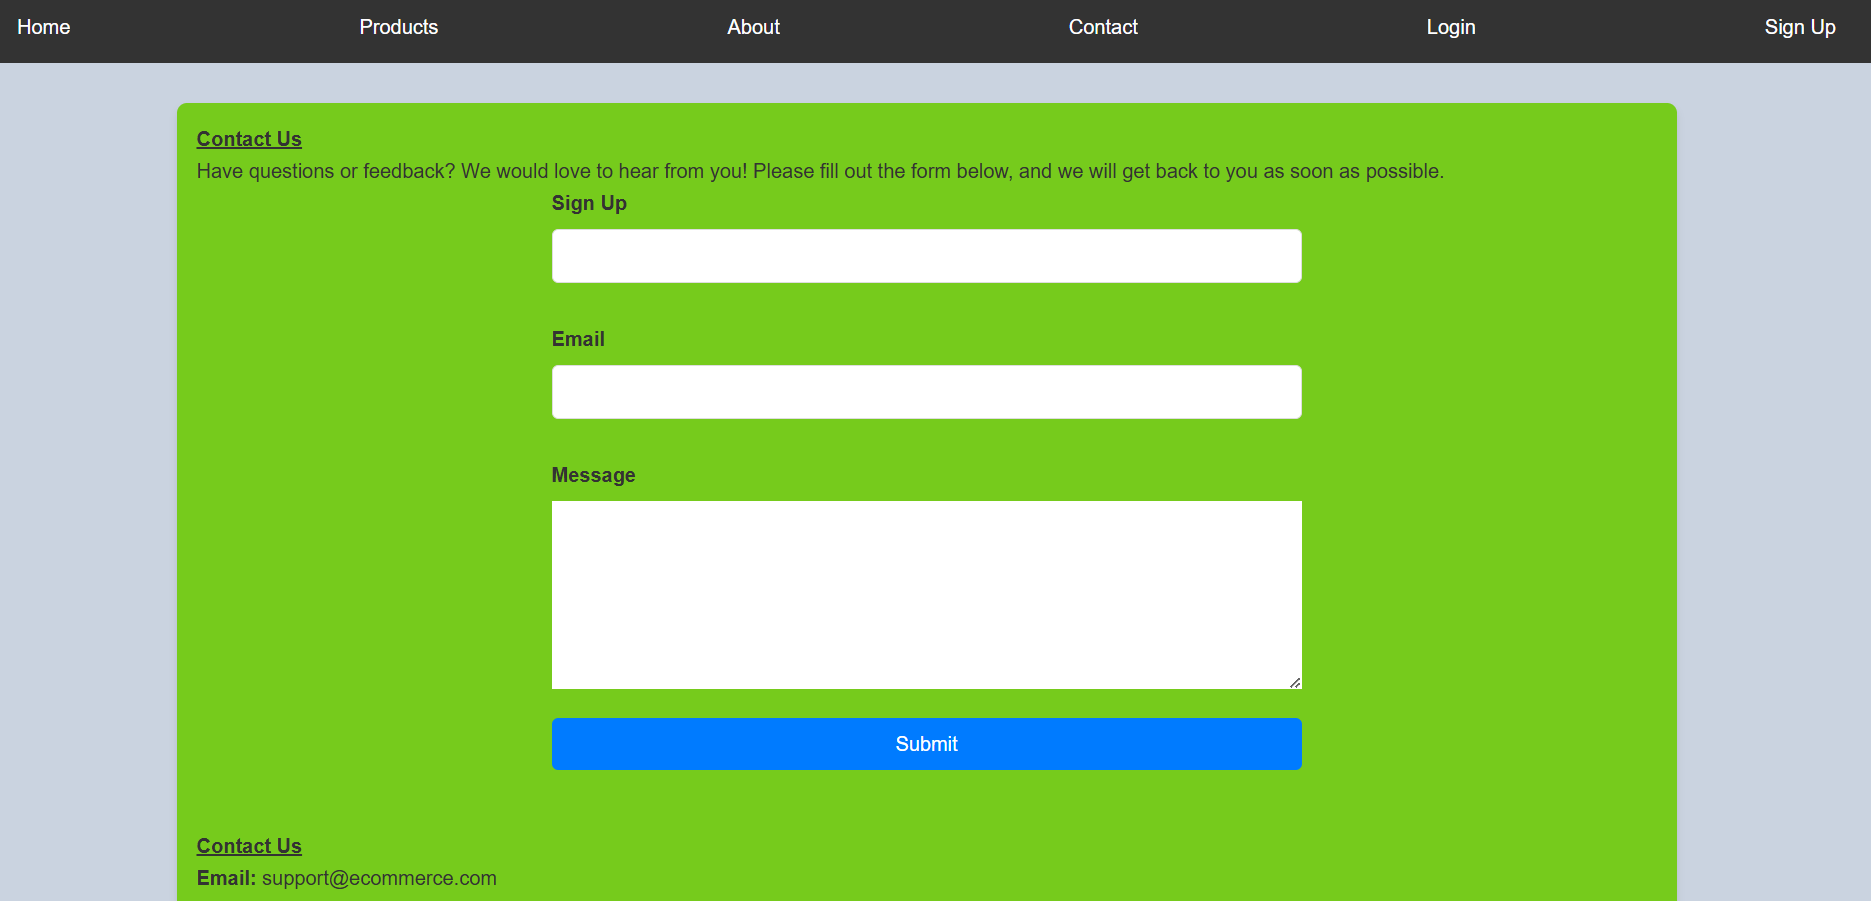 Home Products About Contact Login Sign Up
Contact Us
Have questions or feedback? We would love to hear from you! Please fill out the form below, and we will get back to you as soon as possible.
Sign Up
Email
Message
Submit
Contact Us
Email: support@ecommerce.com